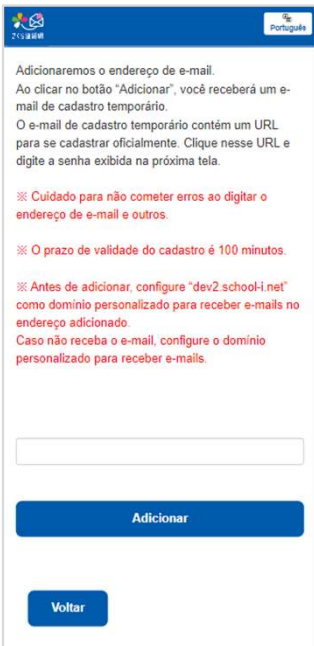 Português
Adicionaremos o endereço de e-mail.
Ao clicar no botão “Adicionar”, você receberá um e-
mail de cadastro temporário.
O e-mail de cadastro temporário contém um URL
para se cadastrar oficialmente. Clique nesse URL e
digite a senha exibida na próxima tela.
※ Cuidado para não cometer erros ao digitar o
endereço de e-mail e outros.
※ O prazo de validade do cadastro é 100 minutos.
※ Antes de adicionar, configure “dev2.school-i.net”
como domínio personalizado para receber e-mails no
endereço adicionado.
Caso não receba o e-mail, configure o domínio
personalizado para receber e-mails.
Adicionar
Voltar